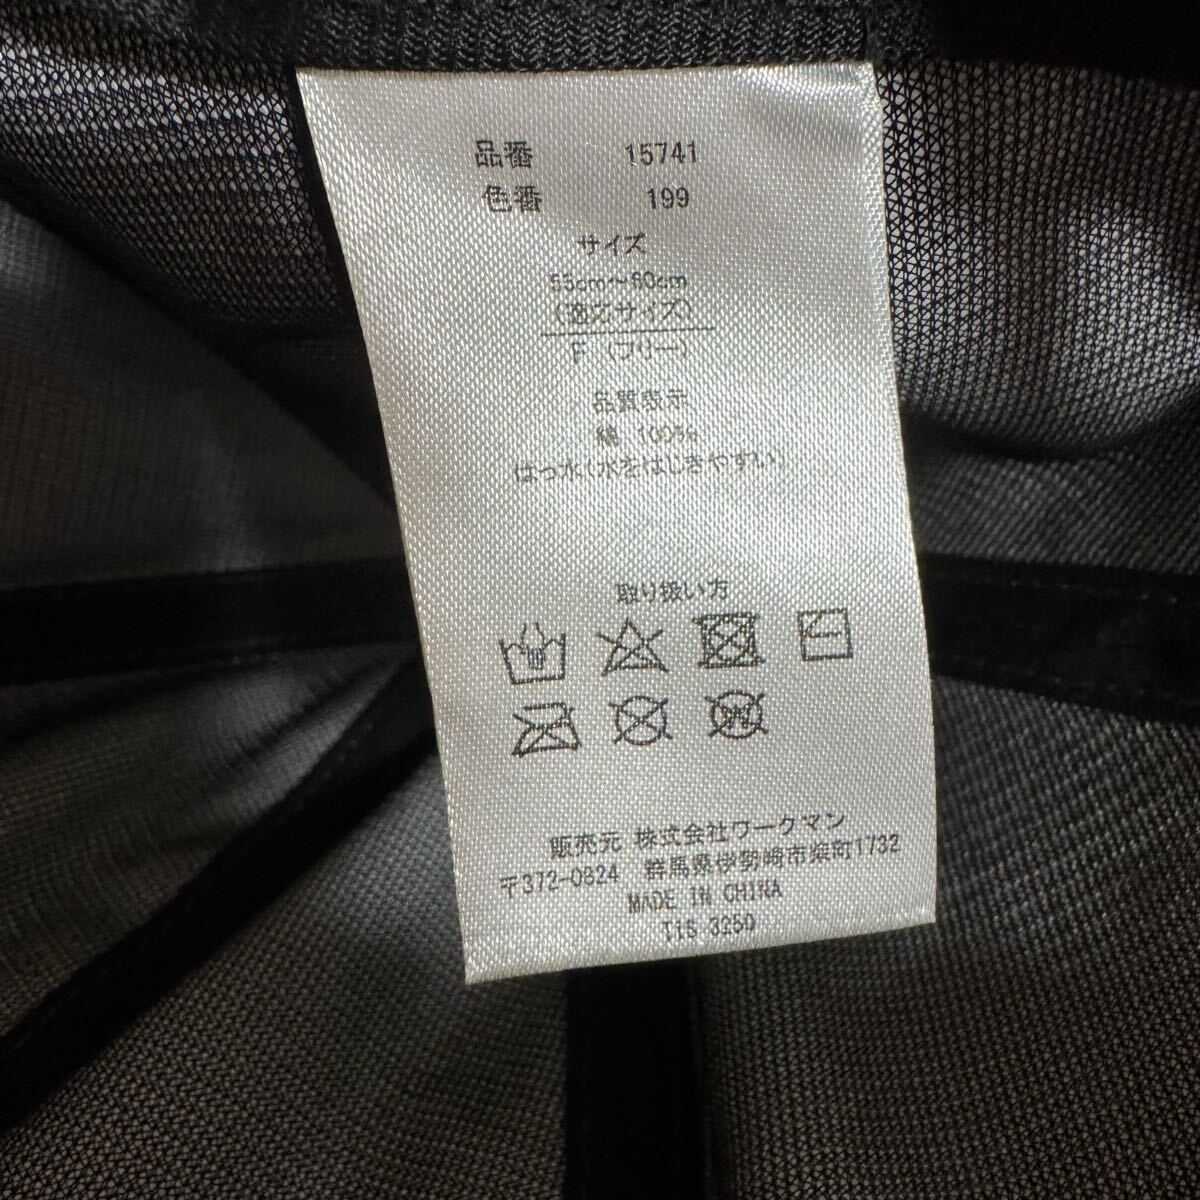 品番 15741
色番 199
サイズ
55cm～60cm
(適応サイズ)
F (フリー)
品質表示
綿 100%
はっ水(水をはじきやすい)
取り扱い方
販売元 株式会社ワークマン
〒372-0824 群馬県伊勢崎市柴町1732
MADE IN CHINA
TIS 3250